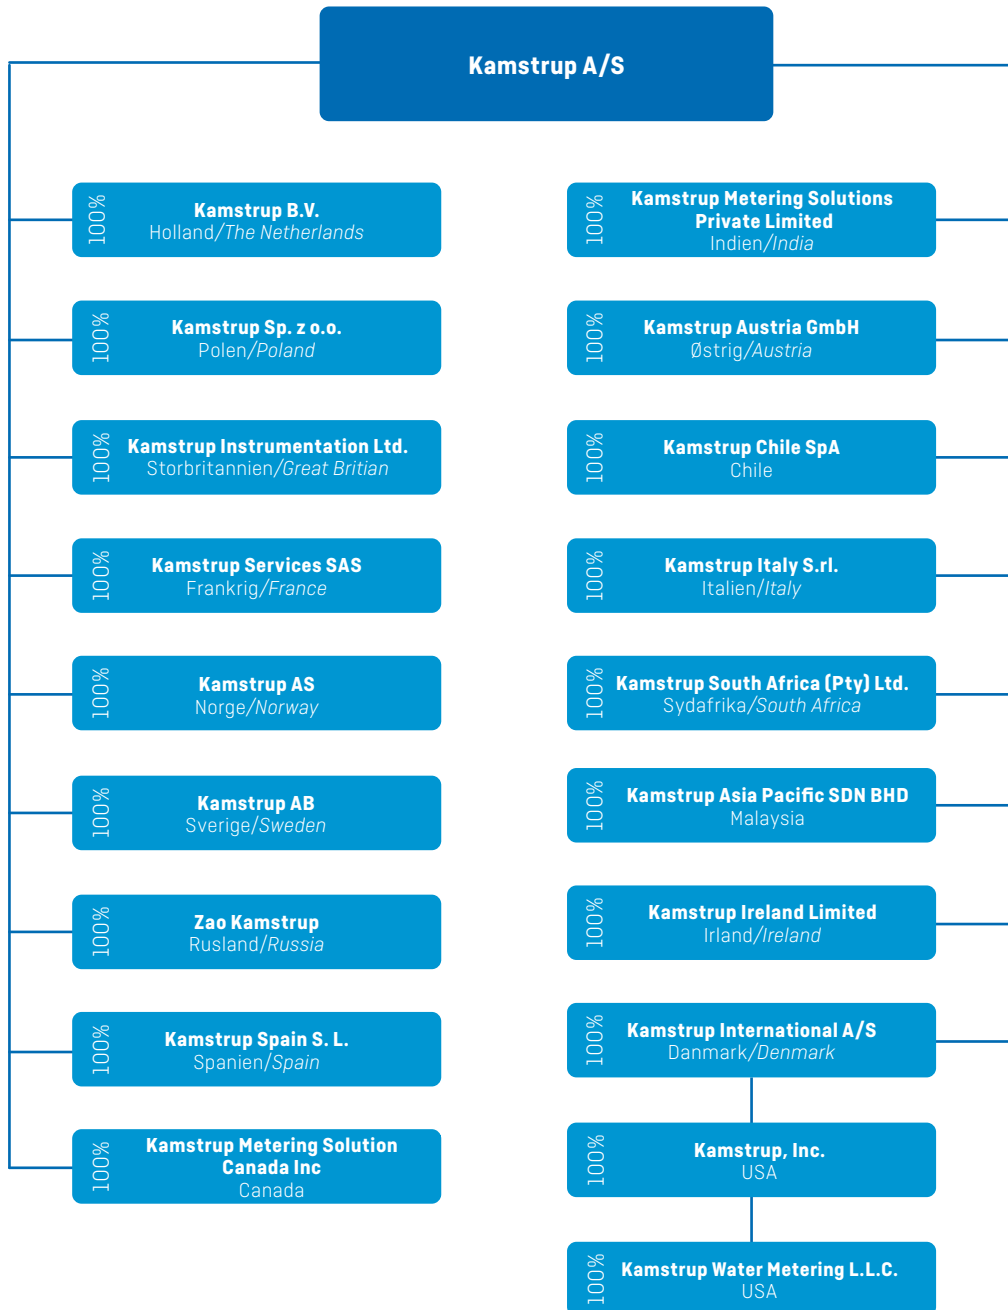 Kamstrup A/S
100%
Kamstrup B.V.
Holland/The Netherlands
100%
Kamstrup Sp. z o.o.
Polen/Poland
100%
Kamstrup Instrumentation Ltd.
Storbritannien/Great Britian
100%
Kamstrup Services SAS
Frankrig/France
100%
Kamstrup AS
Norge/Norway
100%
Kamstrup AB
Sverige/Sweden
100%
Zao Kamstrup
Rusland/Russia
100%
Kamstrup Spain S. L.
Spanien/Spain
100%
Kamstrup Metering Solution
Canada Inc
Canada
100%
Kamstrup Metering Solutions
Private Limited
Indien/India
100%
Kamstrup Austria GmbH
Østrig/Austria
100%
Kamstrup Chile SpA
Chile
100%
Kamstrup Italy S.rl.
Italien/Italy
100%
Kamstrup South Africa (Pty) Ltd.
Sydafrika/South Africa
100%
Kamstrup Asia Pacific SDN BHD
Malaysia
100%
Kamstrup Ireland Limited
Irland/Ireland
100%
Kamstrup International A/S
Danmark/Denmark
100%
Kamstrup, Inc.
USA
100%
Kamstrup Water Metering L.L.C.
USA